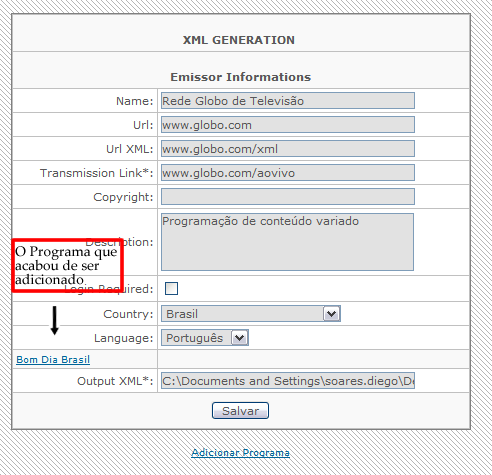 XML GENERATION
Emissor Informations
Name: Rede Globo de Televisão
Url: www.globo.com
Url XML: www.globo.com/xml
Transmission Link*: www.globo.com/aovivo
Copyright:
Description: Programação de conteúdo variado
O Programa que
acabou de ser
adicionado
Login Required:
Country: Brasil
Language: Português
Bom Dia Brasil
Output XML*: C:\Documents and Settings\soares.diego\De
Salvar
Adicionar Programa